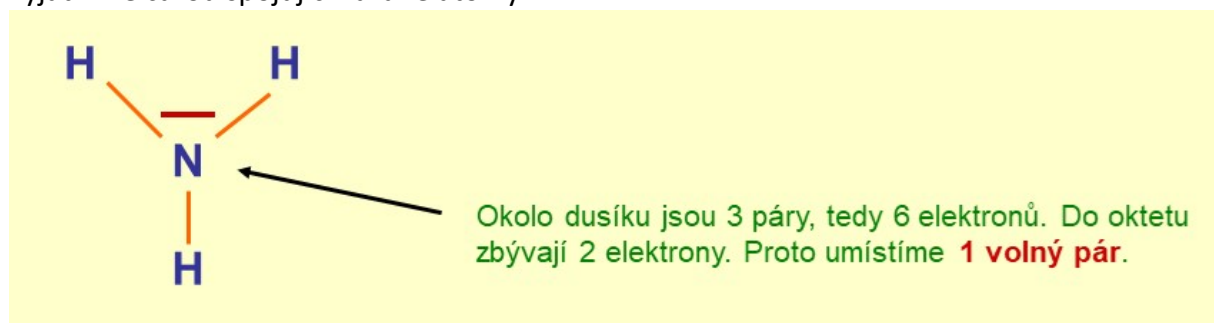 H H
N
H
Okolo dusíku jsou 3 páry, tedy 6 elektronů. Do oktetu
zbývají 2 elektrony. Proto umístíme 1 volný pár.